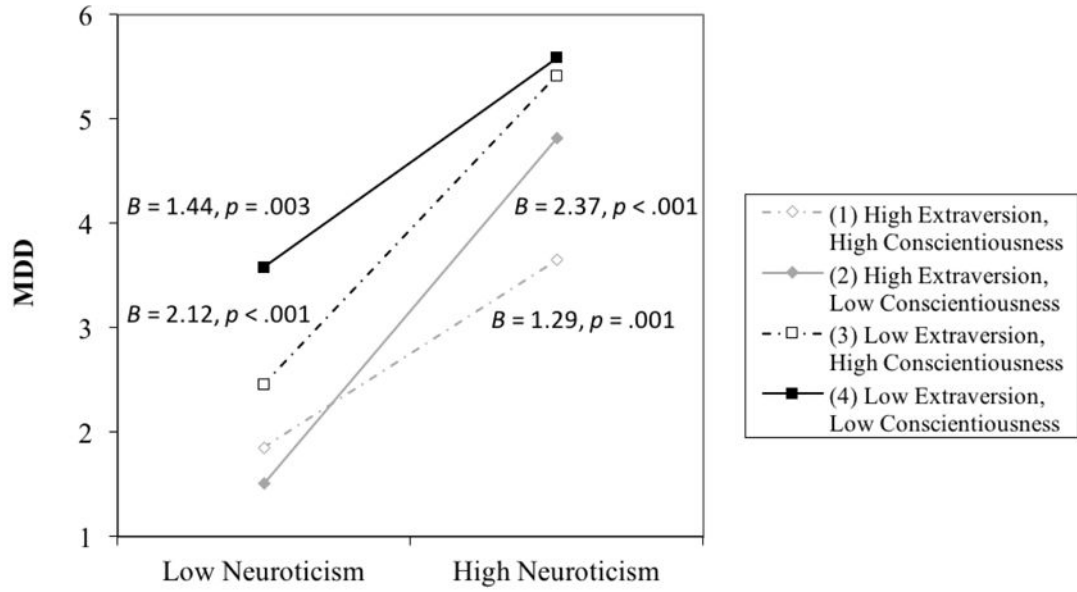 6
5
4
3
2
1
MDD
B = 1.44, p = .003
B = 2.37, p < .001
B = 2.12, p < .001
B = 1.29, p = .001
Low Neuroticism
High Neuroticism
(1) High Extraversion,
High Conscientiousness
(2) High Extraversion,
Low Conscientiousness
(3) Low Extraversion,
High Conscientiousness
(4) Low Extraversion,
Low Conscientiousness